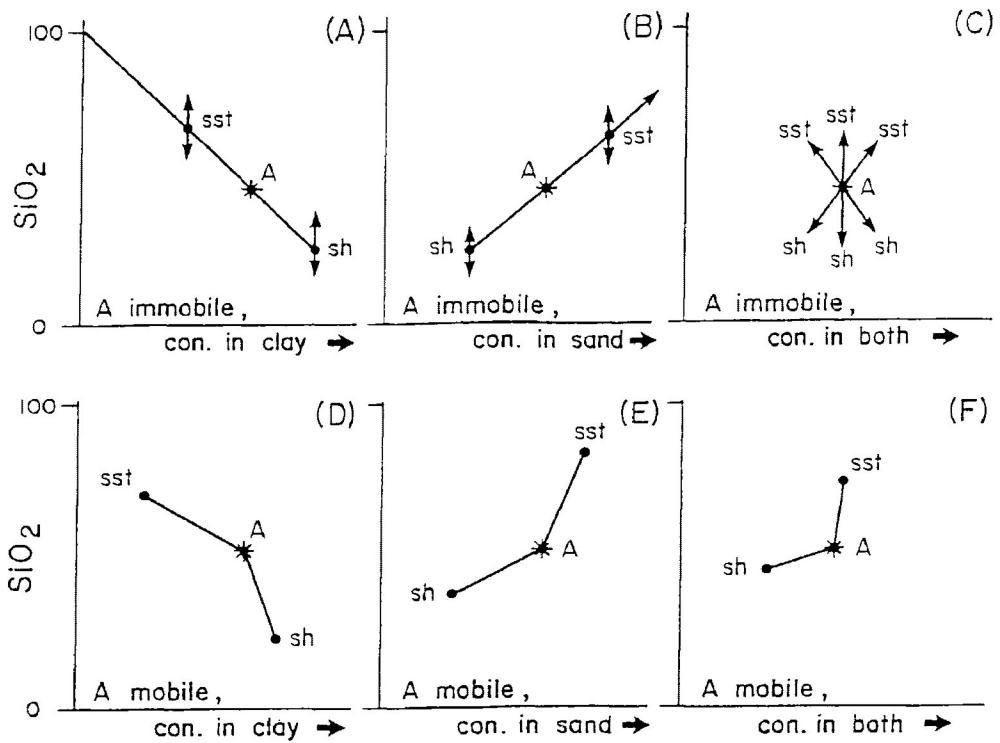 100 (A) (B) (C)
sst sst sst sst sst
A A A
SiO2
sh sh sh sh sh
A immobile, A immobile, A immobile,
0
con. in clay con. in sand con. in both
100 (D) (E) (F)
sst sst sst
A A A
SiO2
sh sh sh
A mobile, A mobile, A mobile,
0
con. in clay con. in sand con. in both